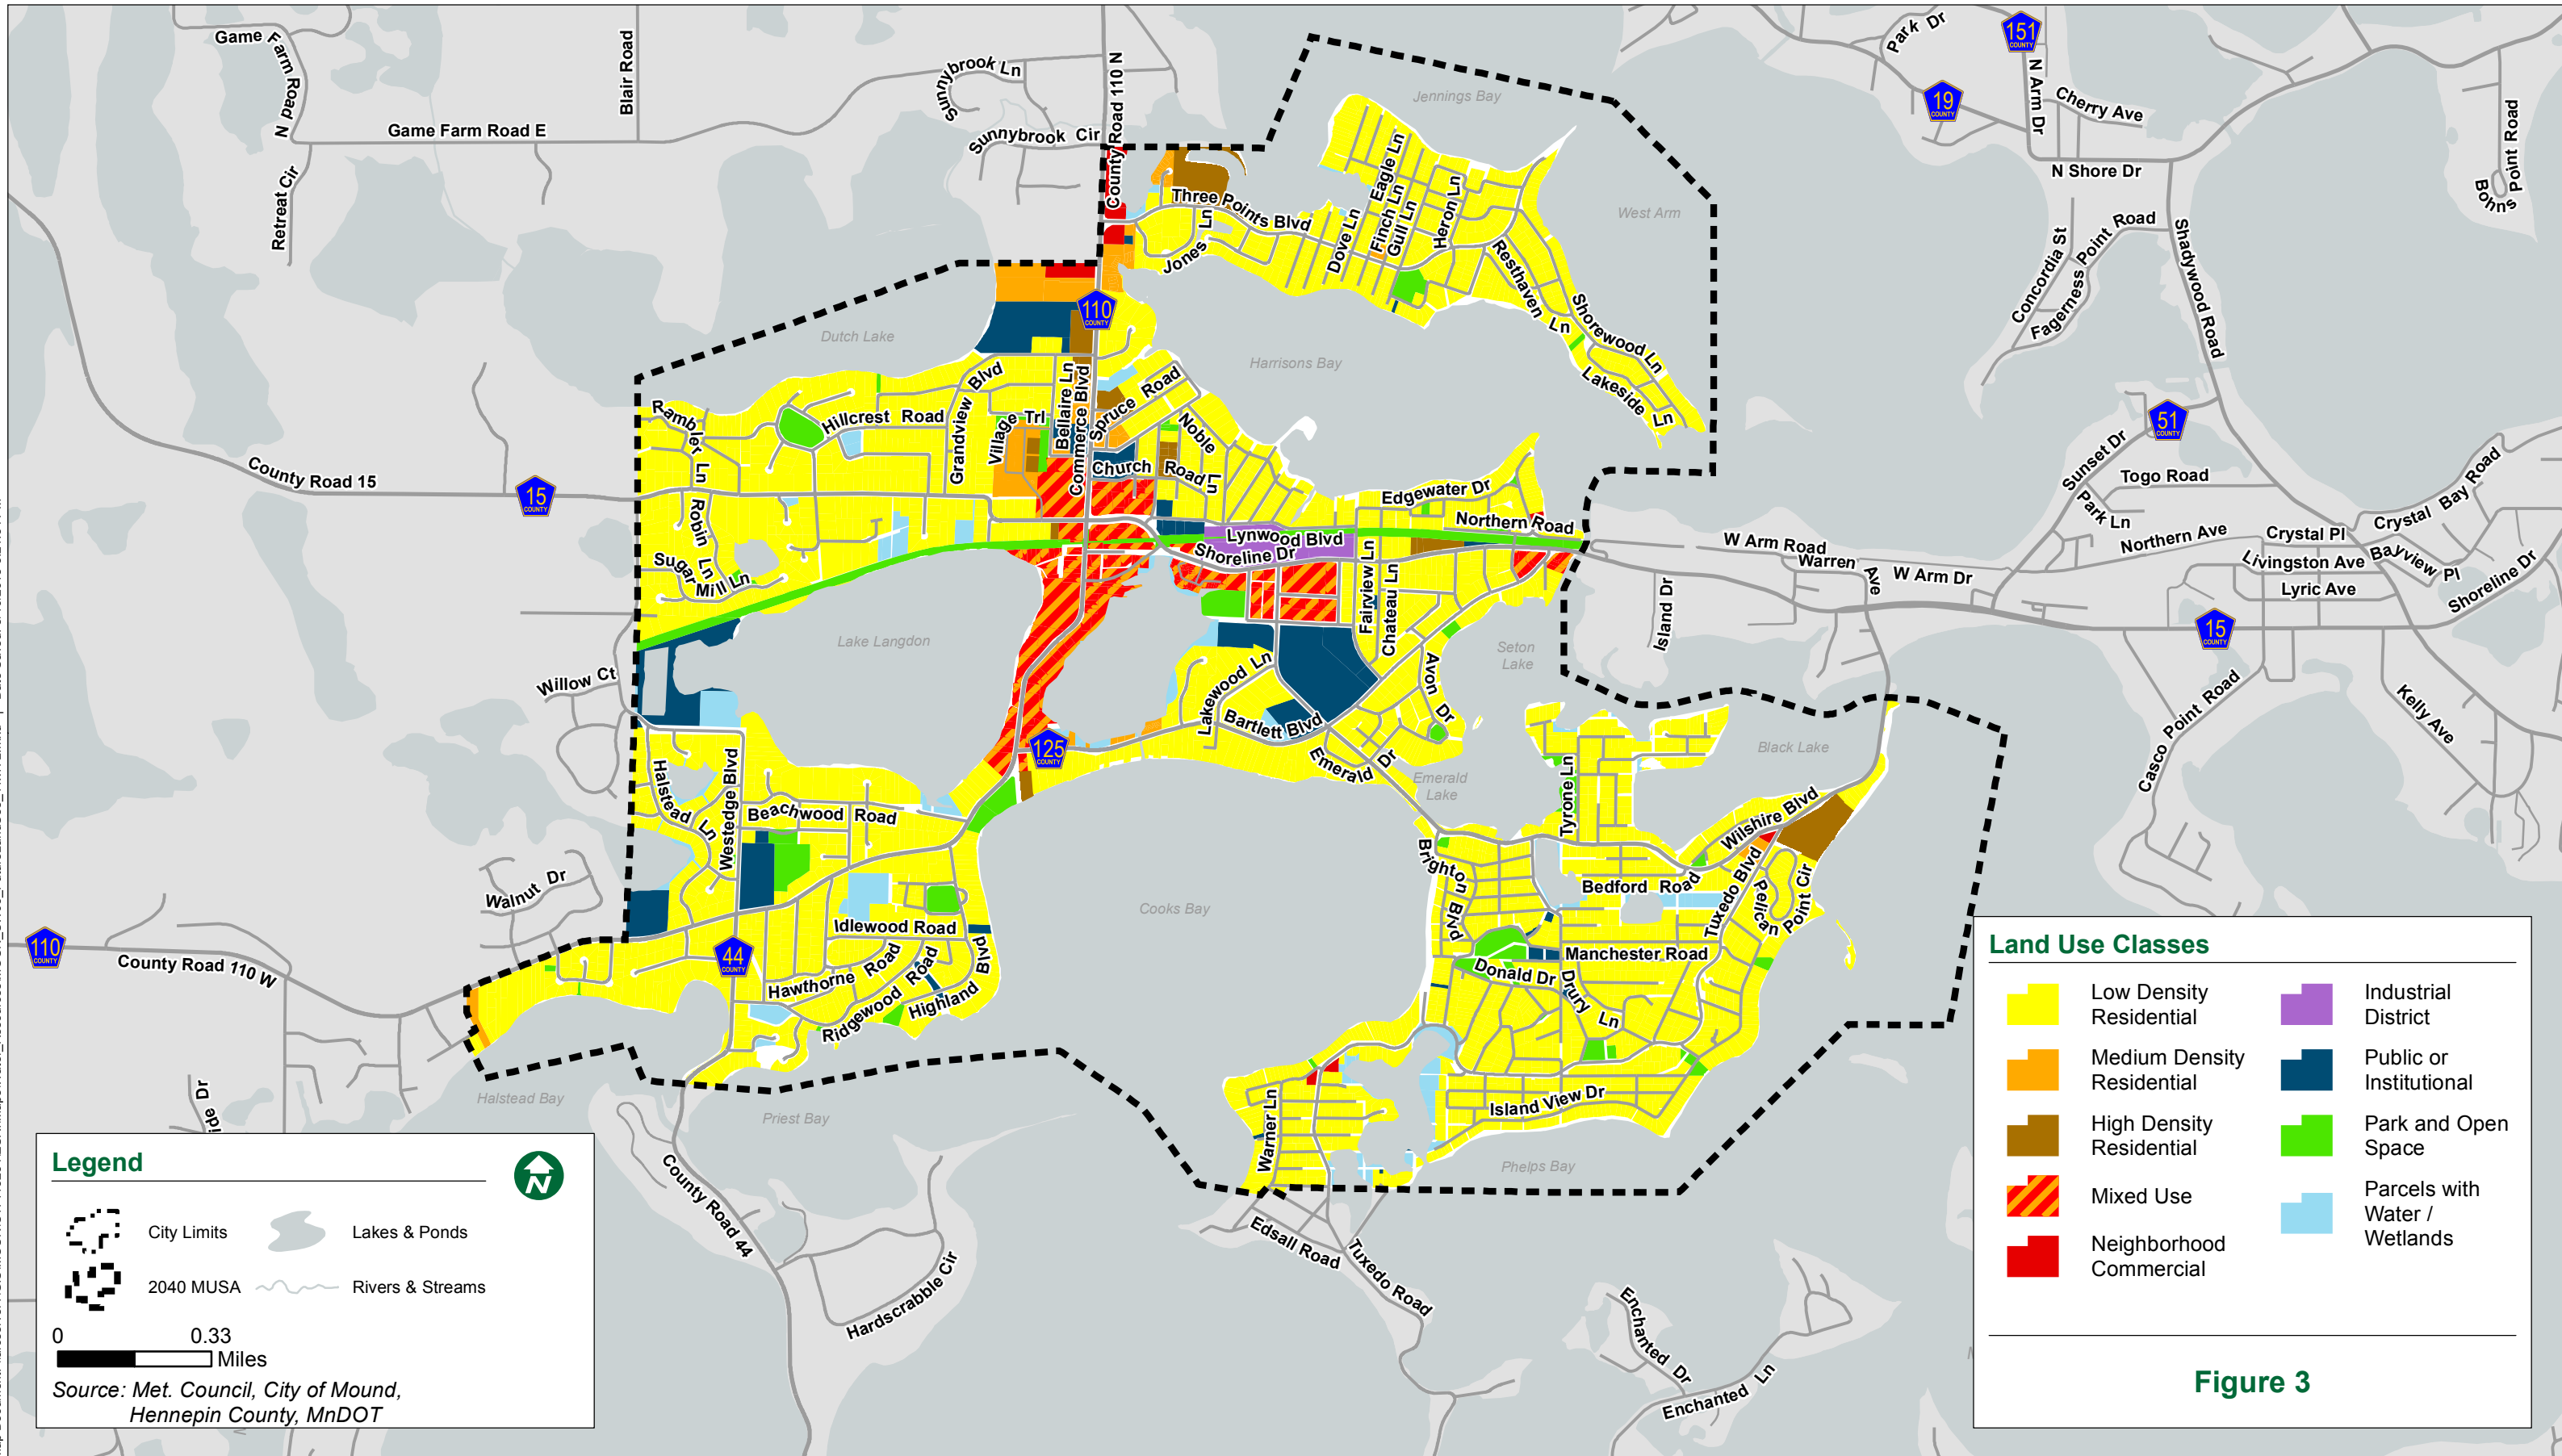 Game Farm Road N
Blair Road
Sunnybrook Ln
County Road 110 N
Jennings Bay
Park Dr
151
COUNTY
N Arm Dr
19
COUNTY
Cherry Ave
Bohns Point Road
Game Farm Road E
Sunnybrook Cir
Retreat Cir
N Shore Dr
Three Points Blvd
Eagle Ln
Finch Ln
Gull Ln
Heron Ln
Dove Ln
Jones Ln
West Arm
Resthaven Ln
Shorewood Ln
Lakeside Ln
Concordia St
Fagerness Point Road
Shadywood Road
110
COUNTY
Dutch Lake
Harrisons Bay
Rambler Ln
Hillcrest Road
Grandview Blvd
Village Trl
Bellaire Ln
Commerce Blvd
Spruce Road
Noble Ln
Church Road
51
COUNTY
Sunset Dr
Togo Road
Park Ln
Northern Ave
Crystal Pl
Crystal Bay Road
Livingston Ave
Bayview Pl
Lyric Ave
Shoreline Dr
County Road 15
15
COUNTY
Robin Ln
Edgewater Dr
Northern Road
Lynwood Blvd
Shoreline Dr
W Arm Road
Warren Ave
W Arm Dr
Island Dr
15
COUNTY
Sugar Mill Ln
Fairview Ln
Chateau Ln
Lake Langdon
Seton
Lake
Willow Ct
Lakewood Ln
Avon Dr
Bartlett Blvd
Casco Point Road
Kelly Ave
125
COUNTY
Emerald Dr
Emerald
Lake
Black Lake
Halstead Ln
Westedge Blvd
Beachwood Road
Tyrone Ln
Wilshire Blvd
Brighton Blvd
Bedford Road
Tuxedo Blvd
Pelican Point Cir
Walnut Dr
Cooks Bay
Idlewood Road
110
COUNTY
County Road 110 W
44
COUNTY
Hawthorne Road
Ridgewood Road
Highland Blvd
Manchester Road
Donald Dr
Drury Ln
Halstead Bay
Priest Bay
Warner Ln
Island View Dr
Phelps Bay
County Road 44
Hardscrabble Cir
Edsall Road
Tuxedo Road
Enchanted Dr
Enchanted Ln
Legend
N
City Limits
Lakes & Ponds
2040 MUSA
Rivers & Streams
0 0.33
Miles
Source: Met. Council, City of Mound,
Hennepin County, MnDOT
Land Use Classes
Low Density
Residential
Medium Density
Residential
High Density
Residential
Mixed Use
Neighborhood
Commercial
Industrial
District
Public or
Institutional
Park and Open
Space
Parcels with
Water /
Wetlands
Figure 3